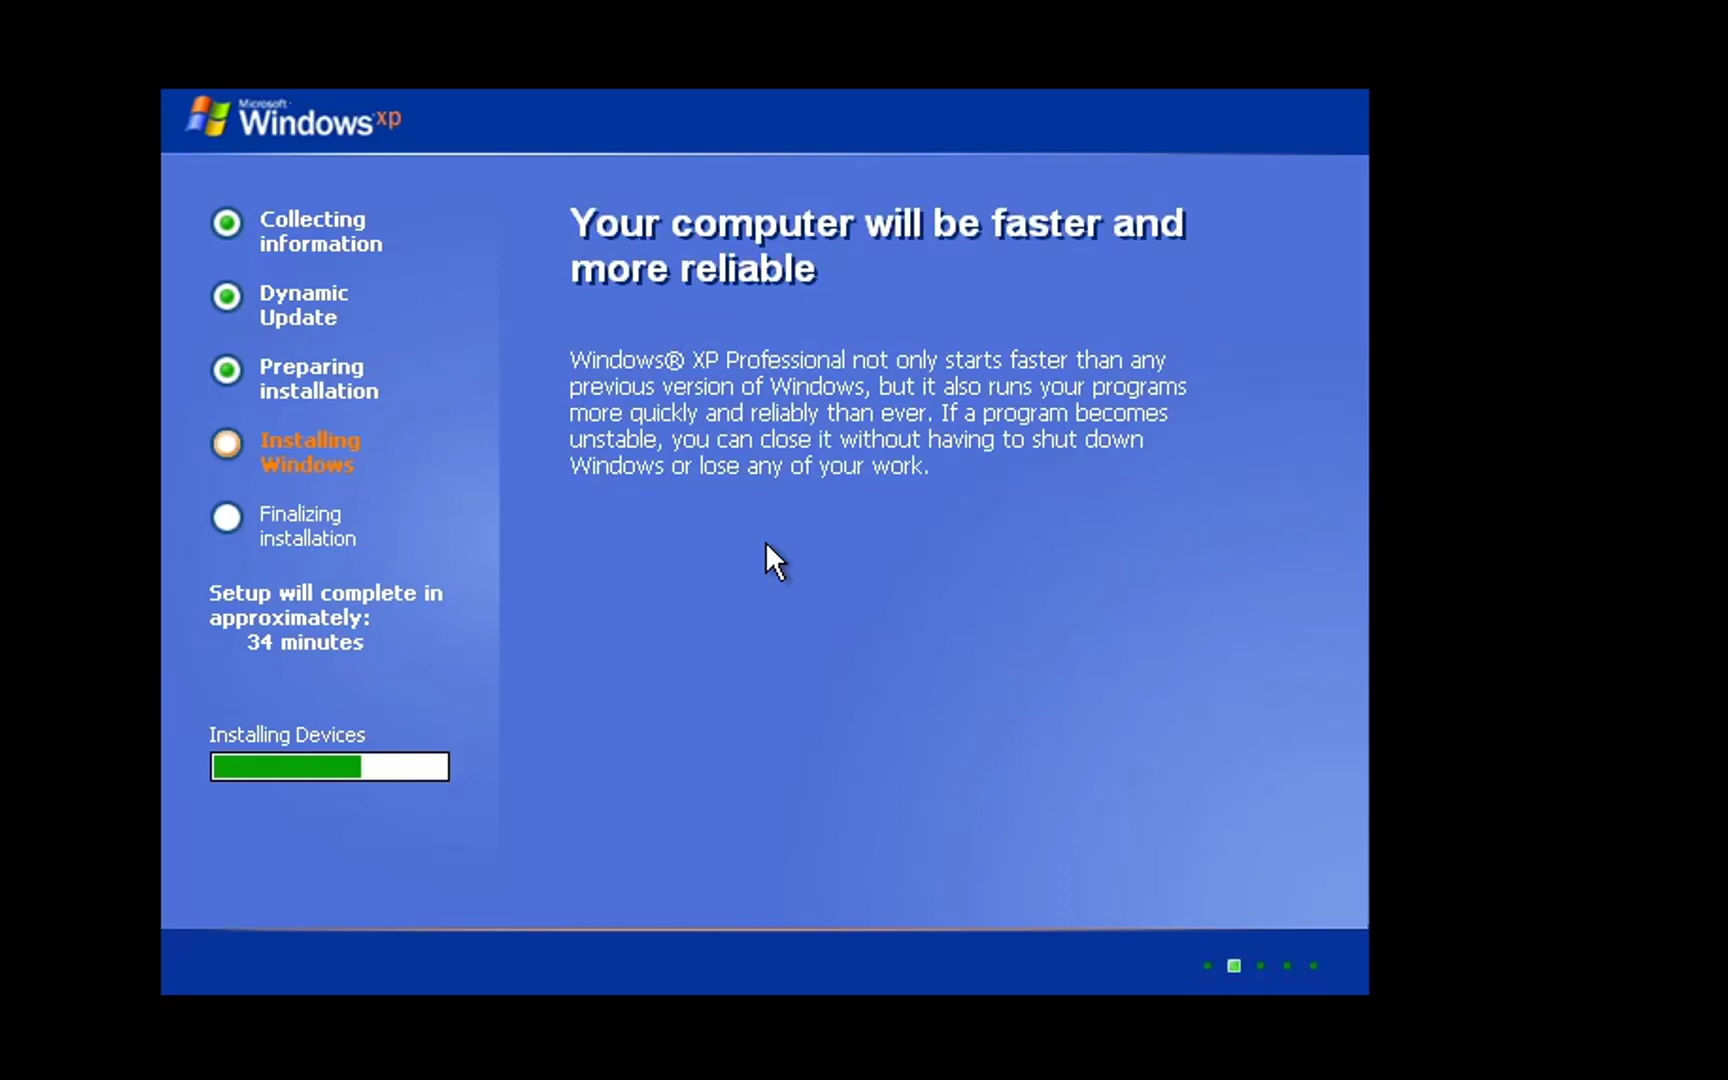 Microsoft
Windows xp
Collecting
information
Dynamic
Update
Preparing
installation
Installing
Windows
Finalizing
installation
Setup will complete in
approximately:
34 minutes
Installing Devices
Your computer will be faster and
more reliable
Windows® XP Professional not only starts faster than any
previous version of Windows, but it also runs your programs
more quickly and reliably than ever. If a program becomes
unstable, you can close it without having to shut down
Windows or lose any of your work.